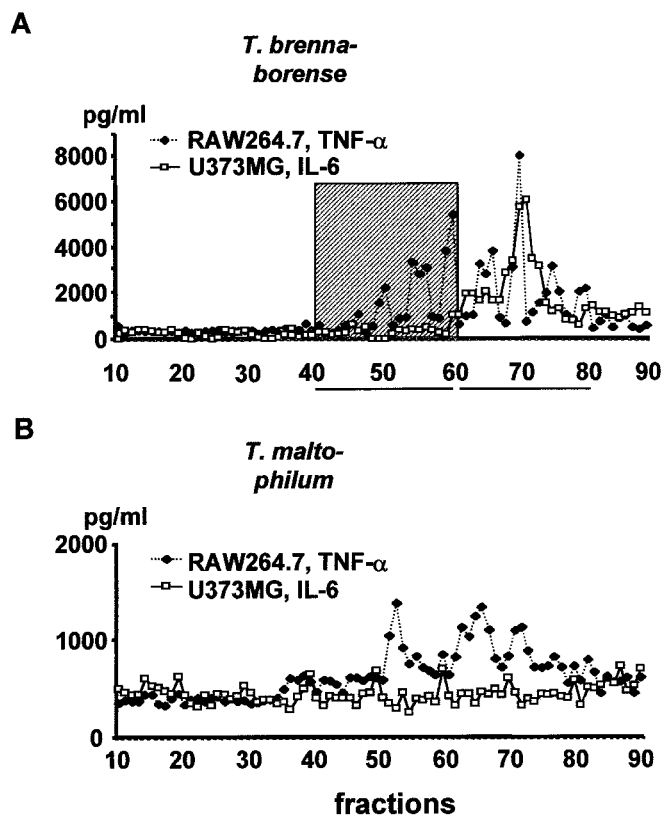 A
T. brenna-
borense
pg/ml
RAW264.7, TNF-α
U373MG, IL-6
8000
6000
4000
2000
0
10 20 30 40 50 60 70 80 90
B
T. malto-
philum
pg/ml
2000
RAW264.7, TNF-α
U373MG, IL-6
1000
0
10 20 30 40 50 60 70 80 90
fractions